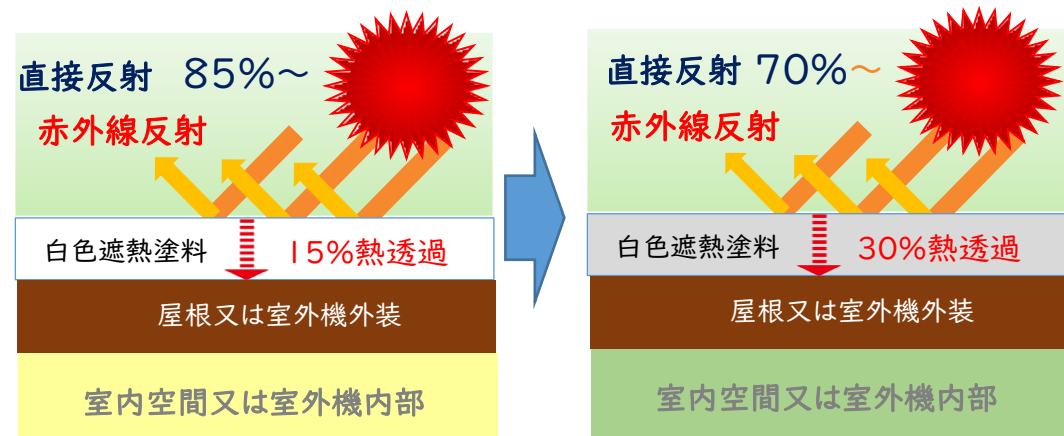 直接反射 85%~
赤外線反射
白色遮熱塗料 15%熱透過
屋根又は室外機外装
室内空間又は室外機内部
直接反射 70%~
赤外線反射
白色遮熱塗料 30%熱透過
屋根又は室外機外装
室内空間又は室外機内部